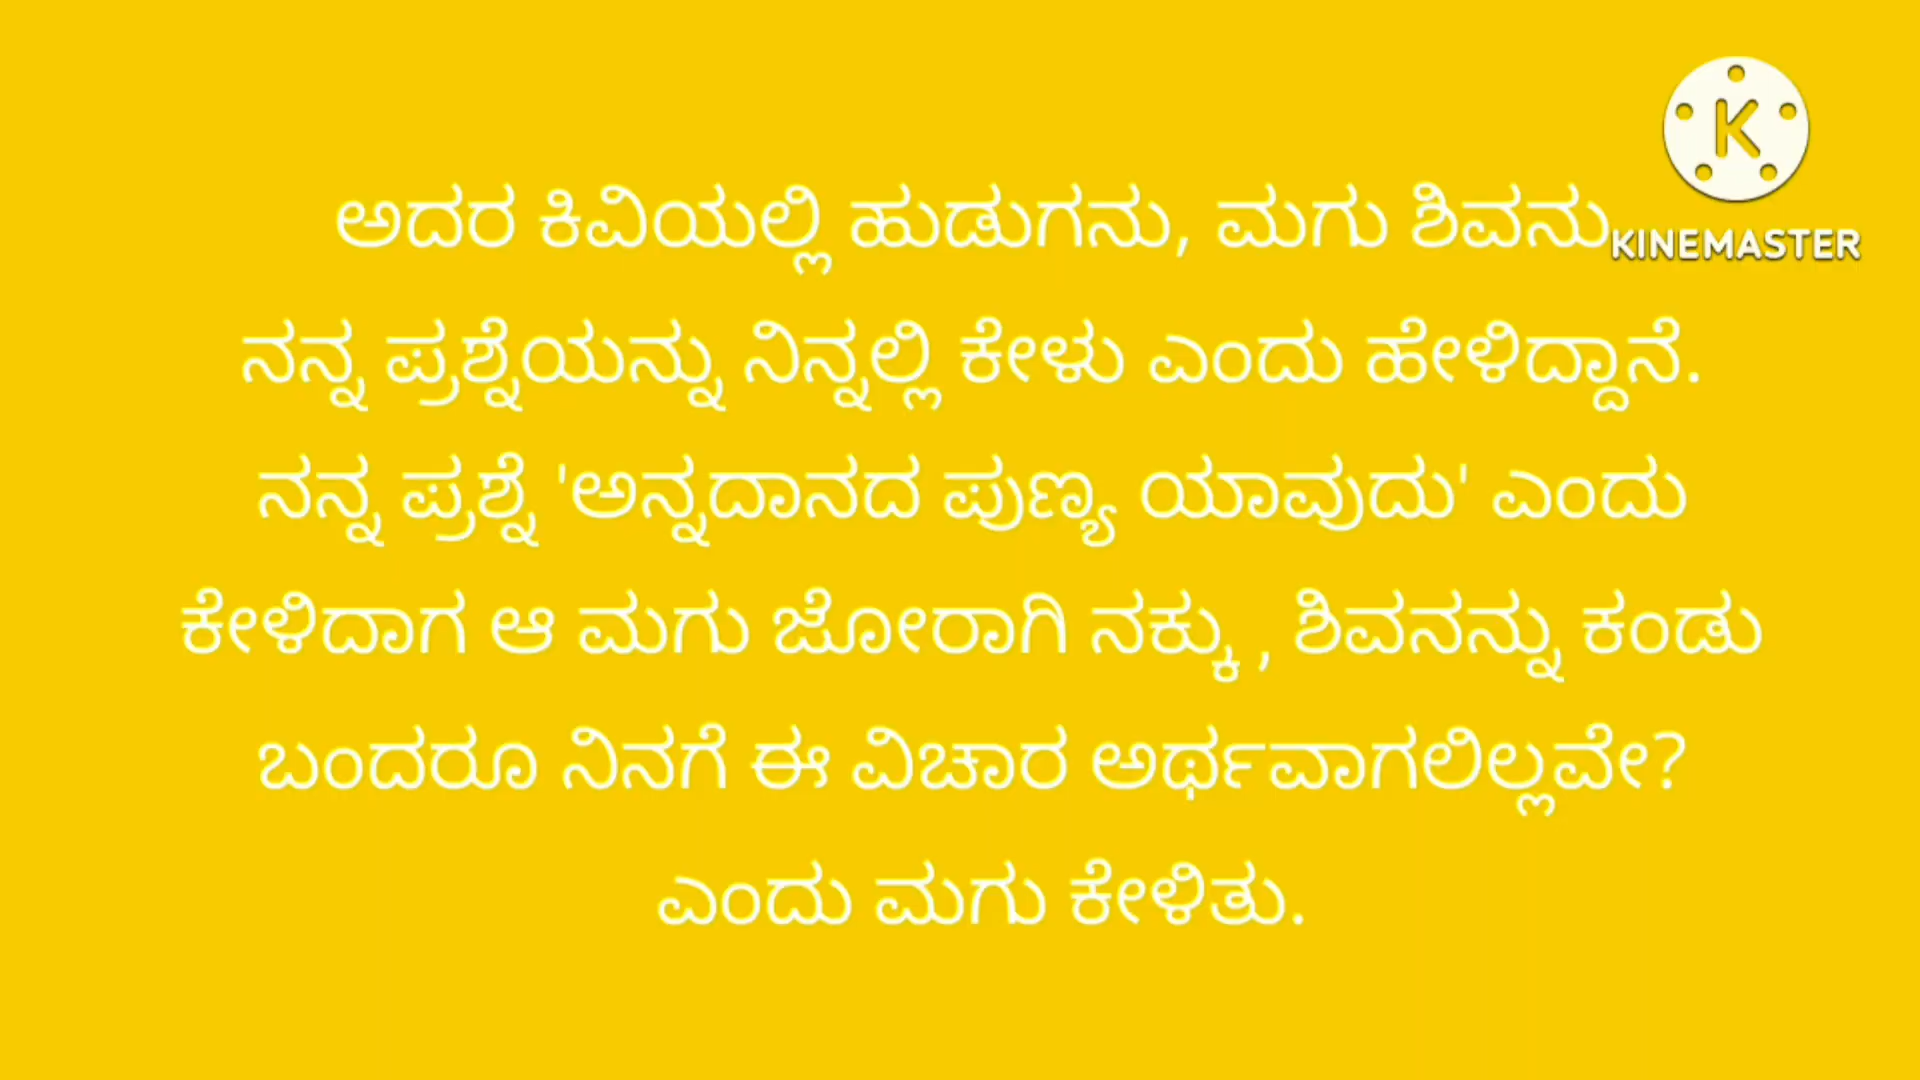 ಅದರ ಕಿವಿಯಲ್ಲಿ ಹುಡುಗನು, ಮಗು ಶಿವನು
ನನ್ನ ಪ್ರಶ್ನೆಯನ್ನು ನಿನ್ನಲ್ಲಿ ಕೇಳು ಎಂದು ಹೇಳಿದ್ದಾನೆ.
ನನ್ನ ಪ್ರಶ್ನೆ 'ಅನ್ನದಾನದ ಪುಣ್ಯ ಯಾವುದು' ಎಂದು
ಕೇಳಿದಾಗ ಆ ಮಗು ಜೋರಾಗಿ ನಕ್ಕು , ಶಿವನನ್ನು ಕಂಡು
ಬಂದರೂ ನಿನಗೆ ಈ ವಿಚಾರ ಅರ್ಥವಾಗಲಿಲ್ಲವೇ?
ಎಂದು ಮಗು ಕೇಳಿತು.
K
KINEMASTER